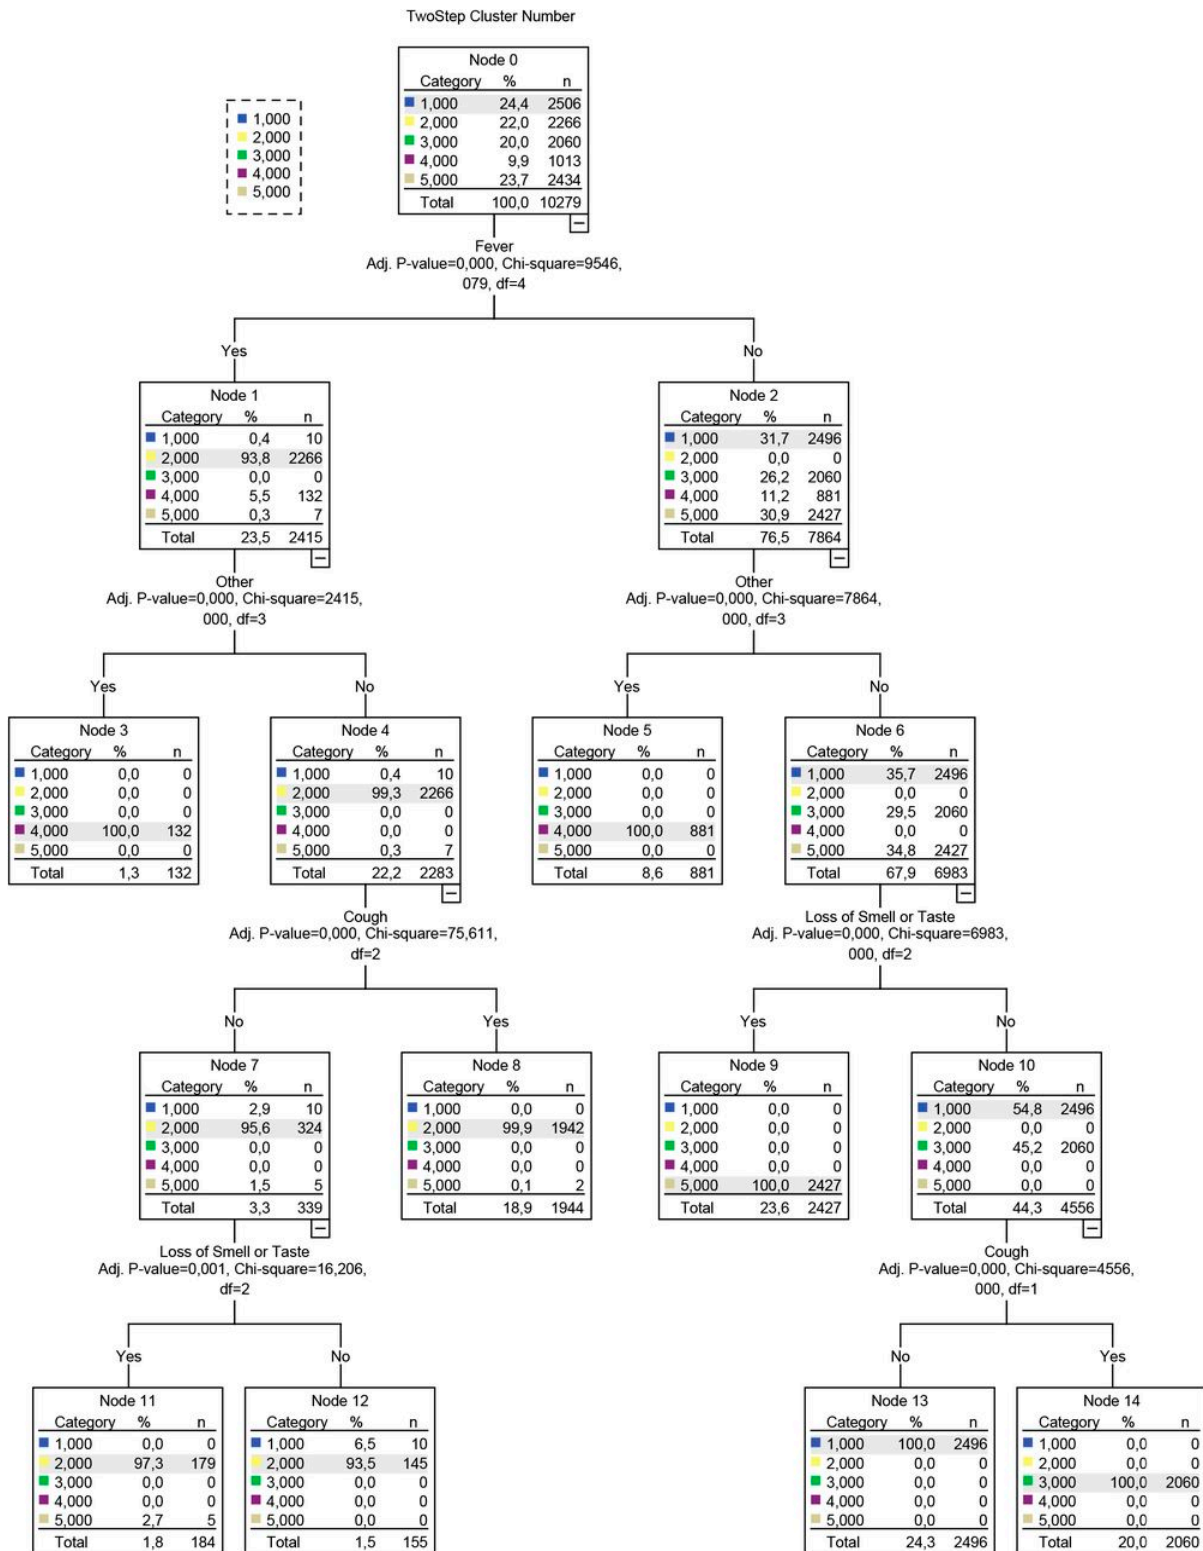 TwoStep Cluster Number
Node 0
Category % n
1,000 24,4 2506
2,000 22,0 2266
3,000 20,0 2060
4,000 9,9 1013
5,000 23,7 2434
Total 100,0 10279
1,000
2,000
3,000
4,000
5,000
Fever
Adj. P-value=0,000, Chi-square=9546,
079, df=4
Yes
No
Node 1
Category % n
1,000 0,4 10
2,000 93,8 2266
3,000 0,0 0
4,000 5,5 132
5,000 0,3 7
Total 23,5 2415
Node 2
Category % n
1,000 31,7 2496
2,000 0,0 0
3,000 26,2 2060
4,000 11,2 881
5,000 30,9 2427
Total 76,5 7864
Other
Adj. P-value=0,000, Chi-square=2415,
000, df=3
Other
Adj. P-value=0,000, Chi-square=7864,
000, df=3
Yes
No
Yes
No
Node 3
Category % n
1,000 0,0 0
2,000 0,0 0
3,000 0,0 0
4,000 100,0 132
5,000 0,0 0
Total 1,3 132
Node 4
Category % n
1,000 0,4 10
2,000 99,3 2266
3,000 0,0 0
4,000 0,0 0
5,000 0,3 7
Total 22,2 2283
Node 5
Category % n
1,000 0,0 0
2,000 0,0 0
3,000 0,0 0
4,000 100,0 881
5,000 0,0 0
Total 8,6 881
Node 6
Category % n
1,000 35,7 2496
2,000 0,0 0
3,000 29,5 2060
4,000 0,0 0
5,000 34,8 2427
Total 67,9 6983
Cough
Adj. P-value=0,000, Chi-square=75,611,
df=2
Loss of Smell or Taste
Adj. P-value=0,000, Chi-square=6983,
000, df=2
No
Yes
Yes
No
Node 7
Category % n
1,000 2,9 10
2,000 95,6 324
3,000 0,0 0
4,000 0,0 0
5,000 1,5 5
Total 3,3 339
Node 8
Category % n
1,000 0,0 0
2,000 99,9 1942
3,000 0,0 0
4,000 0,0 0
5,000 0,1 2
Total 18,9 1944
Node 9
Category % n
1,000 0,0 0
2,000 0,0 0
3,000 0,0 0
4,000 0,0 0
5,000 100,0 2427
Total 23,6 2427
Node 10
Category % n
1,000 54,8 2496
2,000 0,0 0
3,000 45,2 2060
4,000 0,0 0
5,000 0,0 0
Total 44,3 4556
Loss of Smell or Taste
Adj. P-value=0,001, Chi-square=16,206,
df=2
Cough
Adj. P-value=0,000, Chi-square=4556,
000, df=1
Yes
No
No
Yes
Node 11
Category % n
1,000 0,0 0
2,000 97,3 179
3,000 0,0 0
4,000 0,0 0
5,000 2,7 5
Total 1,8 184
Node 12
Category % n
1,000 6,5 10
2,000 93,5 145
3,000 0,0 0
4,000 0,0 0
5,000 0,0 0
Total 1,5 155
Node 13
Category % n
1,000 100,0 2496
2,000 0,0 0
3,000 0,0 0
4,000 0,0 0
5,000 0,0 0
Total 24,3 2496
Node 14
Category % n
1,000 0,0 0
2,000 0,0 0
3,000 100,0 2060
4,000 0,0 0
5,000 0,0 0
Total 20,0 2060